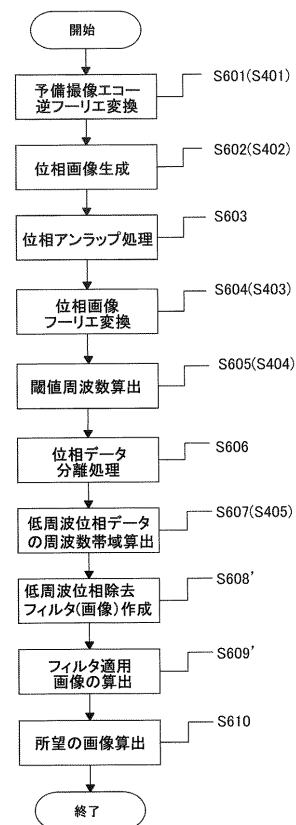 開始
予備撮像エコー
逆フーリエ変換
S601(S401)
位相画像生成
S602(S402)
位相アンラップ処理
S603
位相画像
フーリエ変換
S604(S403)
閾値周波数算出
S605(S404)
位相データ
分離処理
S606
低周波位相データ
の周波数帯域算出
S607(S405)
低周波位相除去
フィルタ(画像)作成
S608'
フィルタ適用
画像の算出
S609'
所望の画像算出
S610
終了